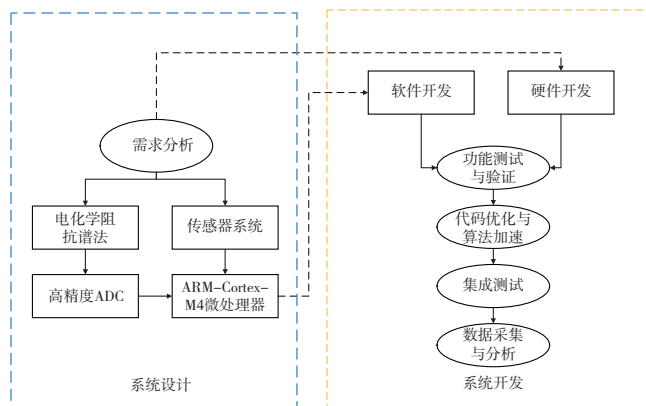 需求分析
电化学阻
抗谱法
传感器系统
高精度ADC
ARM-Cortex-
M4微处理器
系统设计
软件开发
硬件开发
功能测试
与验证
代码优化与
算法加速
集成测试
数据采集
与分析
系统开发